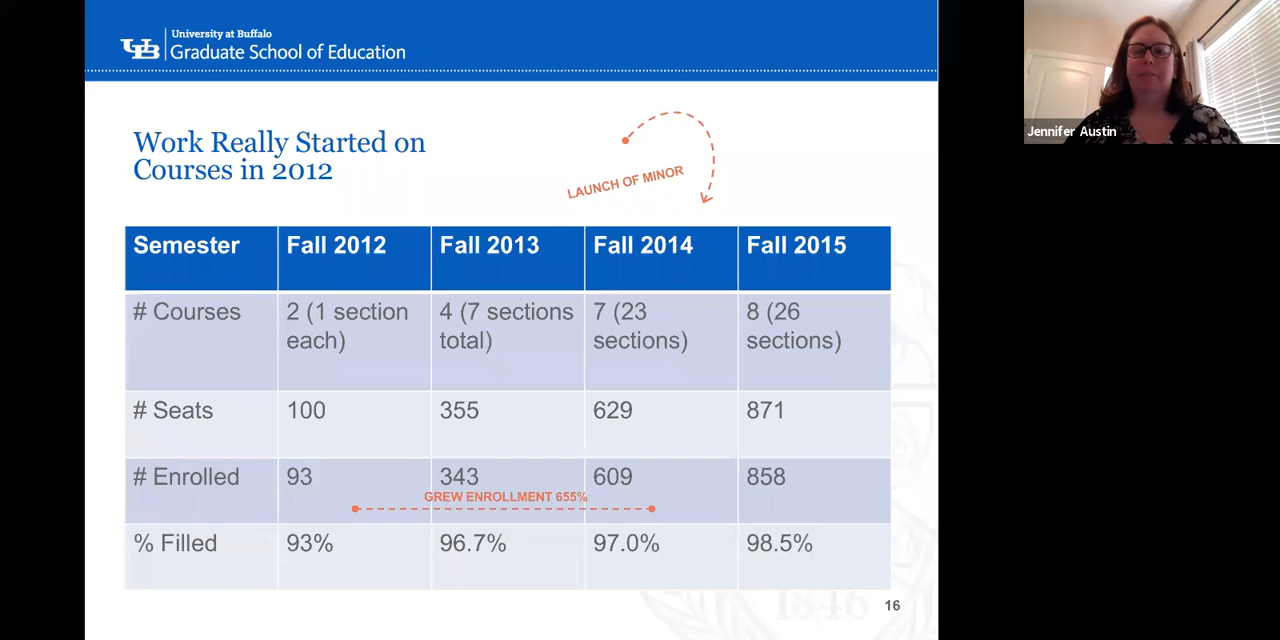 University at Buffalo
UB Graduate School of Education
Jennifer Austin
Work Really Started on
Courses in 2012
LAUNCH OF MINOR
Semester Fall 2012 Fall 2013 Fall 2014 Fall 2015
# Courses 2 (1 section 4 (7 sections 7 (23 8 (26
each) total) sections) sections)
# Seats 100 355 629 871
# Enrolled 93 343 609 858
GREW ENROLLMENT 655%
% Filled 93% 96.7% 97.0% 98.5%
16
1846